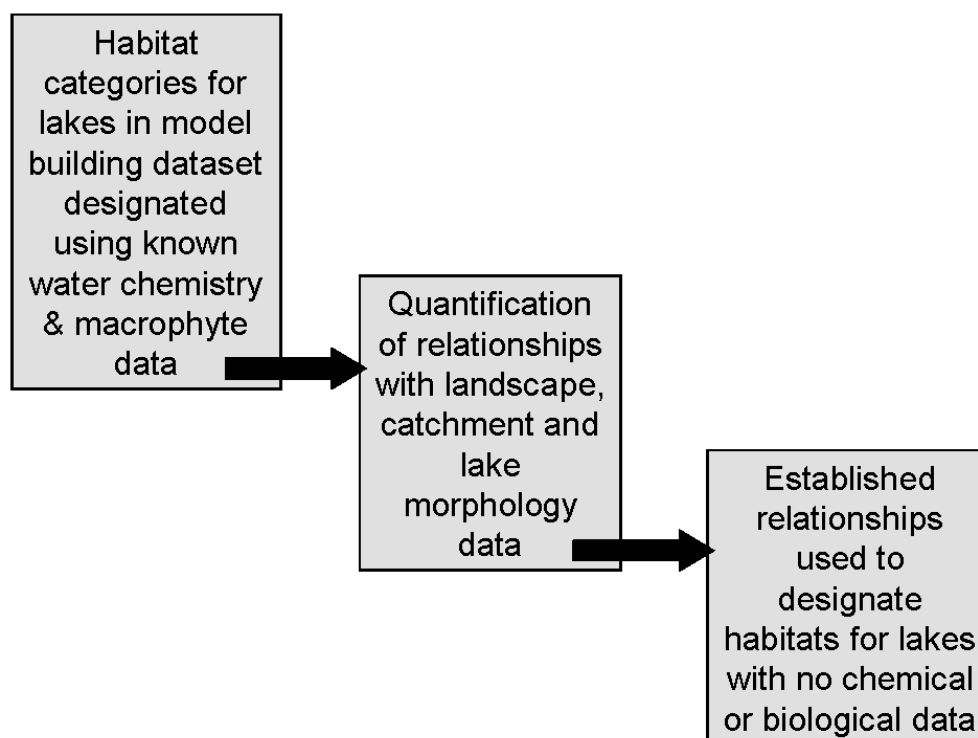 Habitat
categories for
lakes in model
building dataset
designated
using known
water chemistry
& macrophyte
data
Quantification
of relationships
with landscape,
catchment and
lake
morphology
data
Established
relationships
used to
designate
habitats for lakes
with no chemical
or biological data